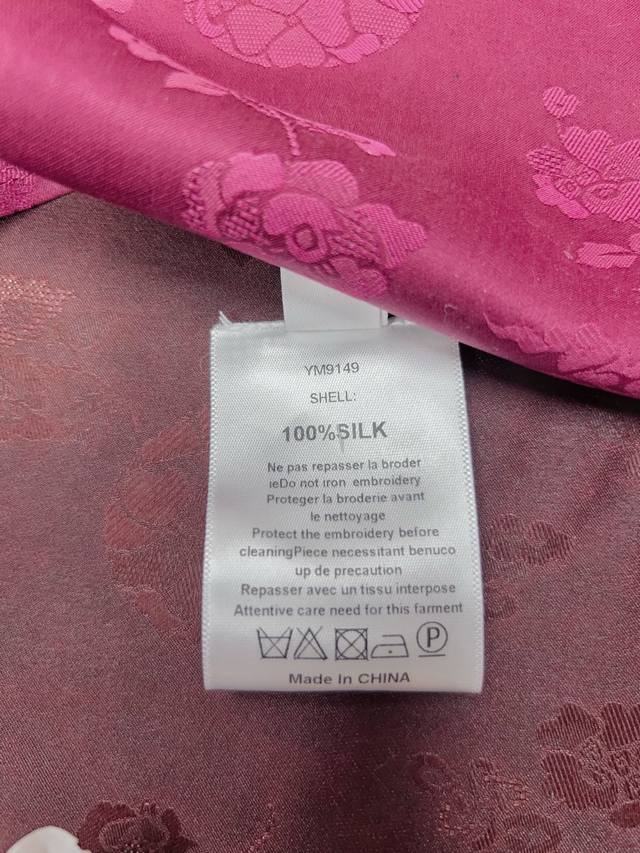 YM9149
SHELL:
100%SILK
Ne pas repasser la broder
ieDo not iron embroidery
Proteger la broderie avant
le nettoyage
Protect the embroidery before
cleaningPiece necessitant benuco
up de precaution
Repasser avec un tissu interpose
Attentive care need for this farment
P
Made In CHINA